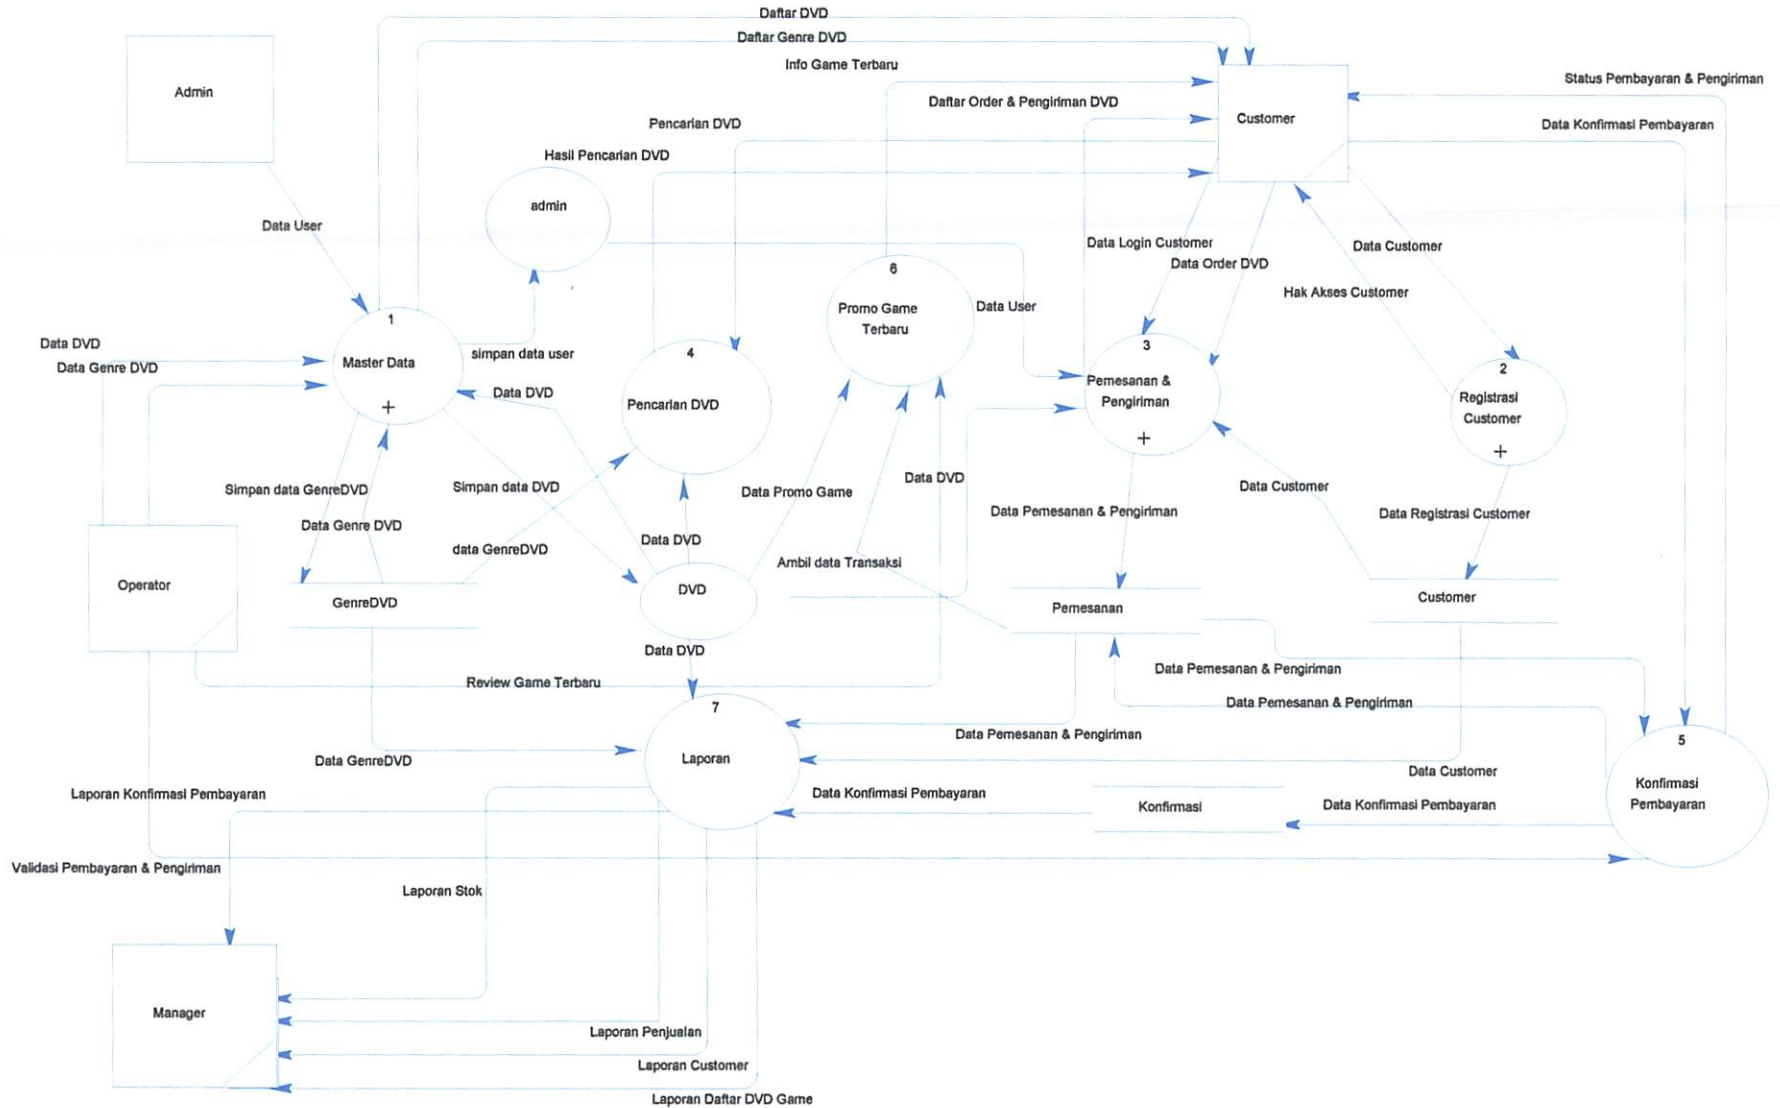 Daftar DVD
Daftar Genre DVD
Info Game Terbaru
Status Pembayaran & Pengiriman
Admin
Daftar Order & Pengiriman DVD
Customer
Pencarian DVD
Data Konfirmasi Pembayaran
Hasil Pencarian DVD
admin
Data User
Data Login Customer
Data Customer
Data Order DVD
6
Hak Akses Customer
Promo Game
Terbaru
Data User
1
Data DVD
Master Data
simpan data user
4
3
Data Genre DVD
2
Pemesanan &
Pengiriman
Registrasi
Customer
Data DVD
Pencarian DVD
+
+
+
Simpan data GenreDVD
Simpan data DVD
Data Promo Game
Data DVD
Data Customer
Data Genre DVD
Data Pemesanan & Pengiriman
Data Registrasi Customer
data GenreDVD
Data DVD
Ambil data Transaksi
Operator
GenreDVD
DVD
Pemesanan
Customer
Data DVD
Data Pemesanan & Pengiriman
Review Game Terbaru
Data Pemesanan & Pengiriman
7
Data Pemesanan & Pengiriman
5
Data GenreDVD
Laporan
Data Customer
Konfirmasi
Pembayaran
Laporan Konfirmasi Pembayaran
Data Konfirmasi Pembayaran
Konfirmasi
Data Konfirmasi Pembayaran
Validasi Pembayaran & Pengiriman
Laporan Stok
Manager
Laporan Penjualan
Laporan Customer
Laporan Daftar DVD Game